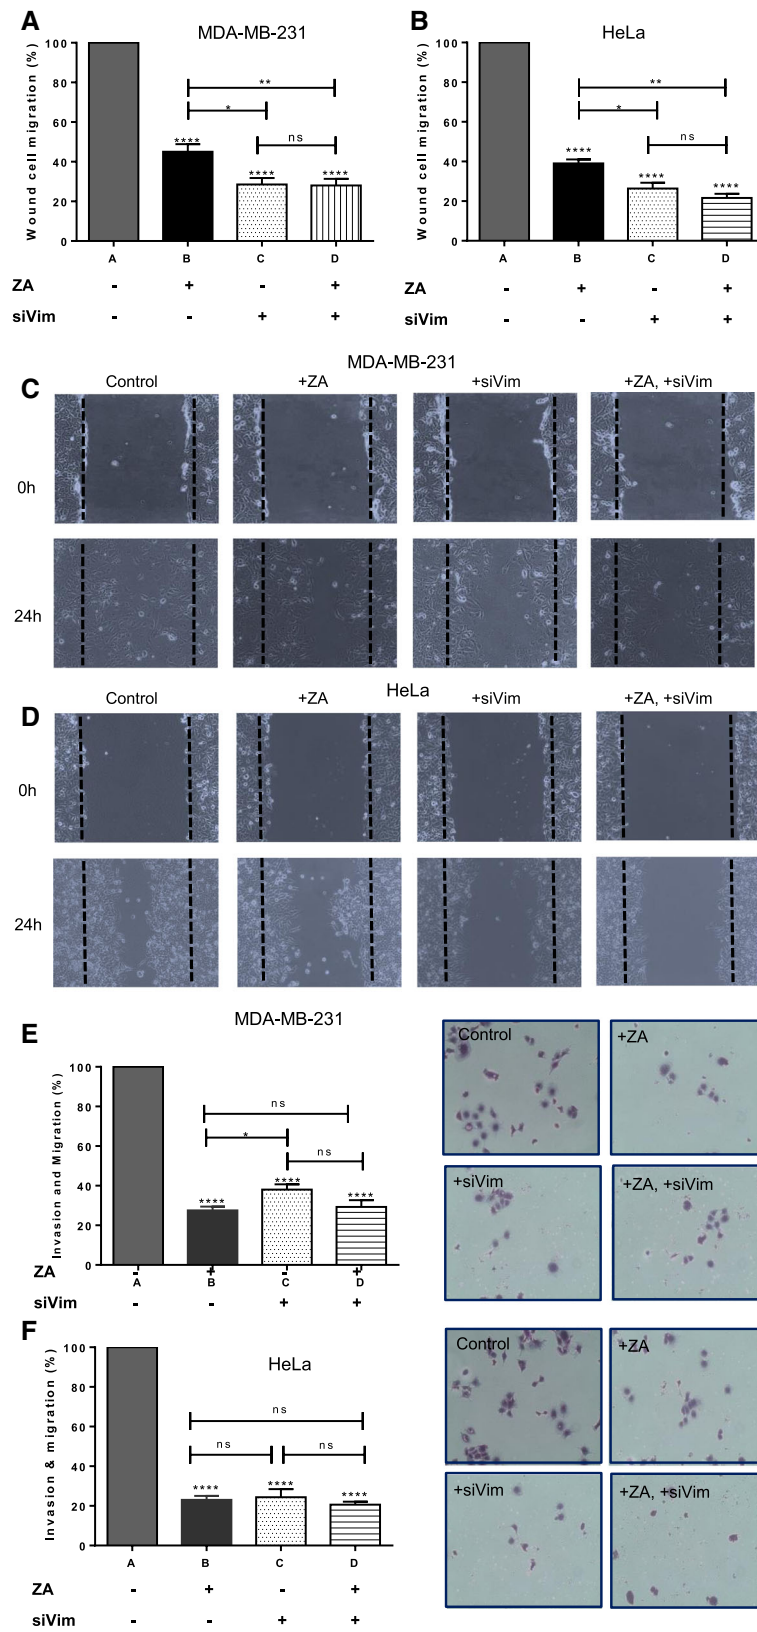 A
MDA-MB-231
Wound cell migration (%)
100
80
60
40
20
0
**
*
ns
****
****
****
A B C D
ZA - + - +
siVim - - + +
B
HeLa
Wound cell migration (%)
100
80
60
40
20
0
**
*
ns
****
****
****
A B C D
ZA - + - +
siVim - - + +
MDA-MB-231
C
Control +ZA +siVim +ZA, +siVim
0h
24h
HeLa
D
Control +ZA +siVim +ZA, +siVim
0h
24h
E
MDA-MB-231
Invasion and Migration (%)
100
80
60
40
20
0
ns
*
ns
****
****
****
ZA - + - +
A B C D
siVim - - + +
Control
+ZA
+siVim
+ZA, +siVim
F
HeLa
Invasion & migration (%)
100
80
60
40
20
0
ns
ns ns
****
****
****
A B C D
ZA - + - +
siVim - - + +
Control
+ZA
+siVim
+ZA, +siVim